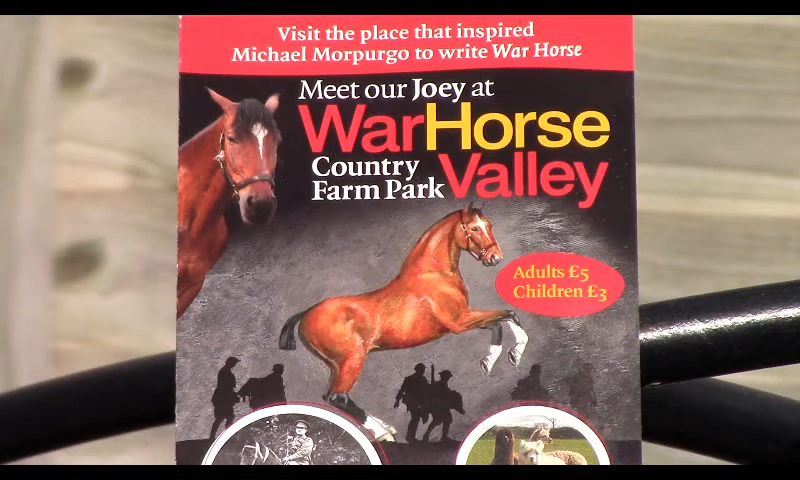 Visit the place that inspired
Michael Morpurgo to write War Horse
Meet our Joey at
WarHorse
Country
Farm Park
Valley
Adults £5
Children £3